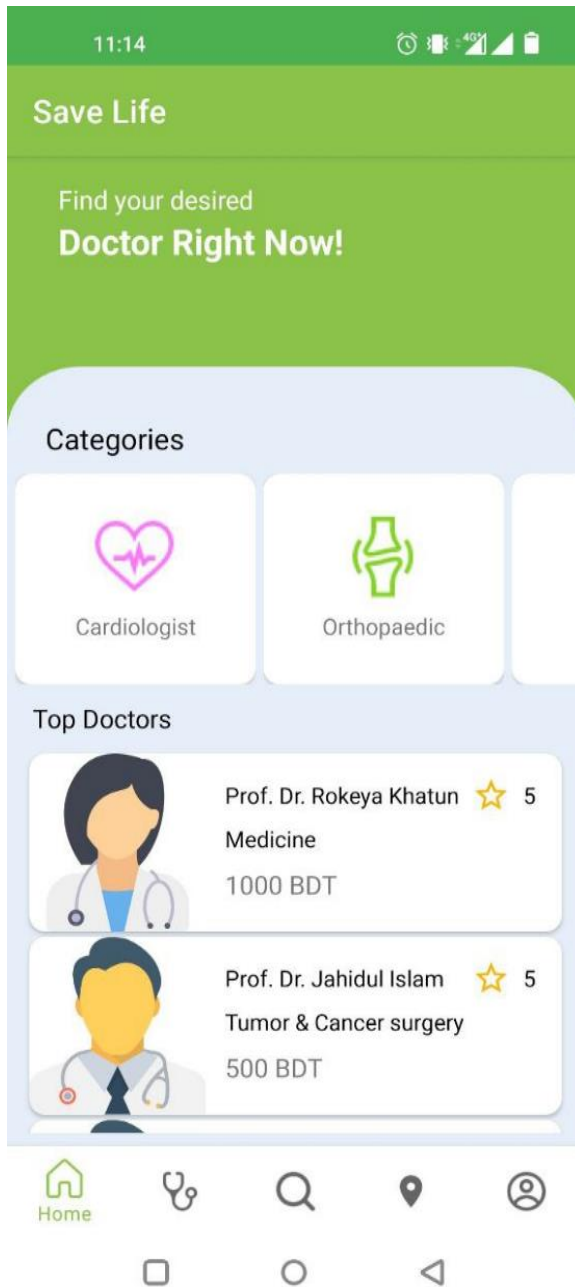 11:14
4G+
Save Life
Find your desired
Doctor Right Now!
Categories
Cardiologist
Orthopaedic
Top Doctors
Prof. Dr. Rokeya Khatun 5
Medicine
1000 BDT
Prof. Dr. Jahidul Islam 5
Tumor & Cancer surgery
500 BDT
Home